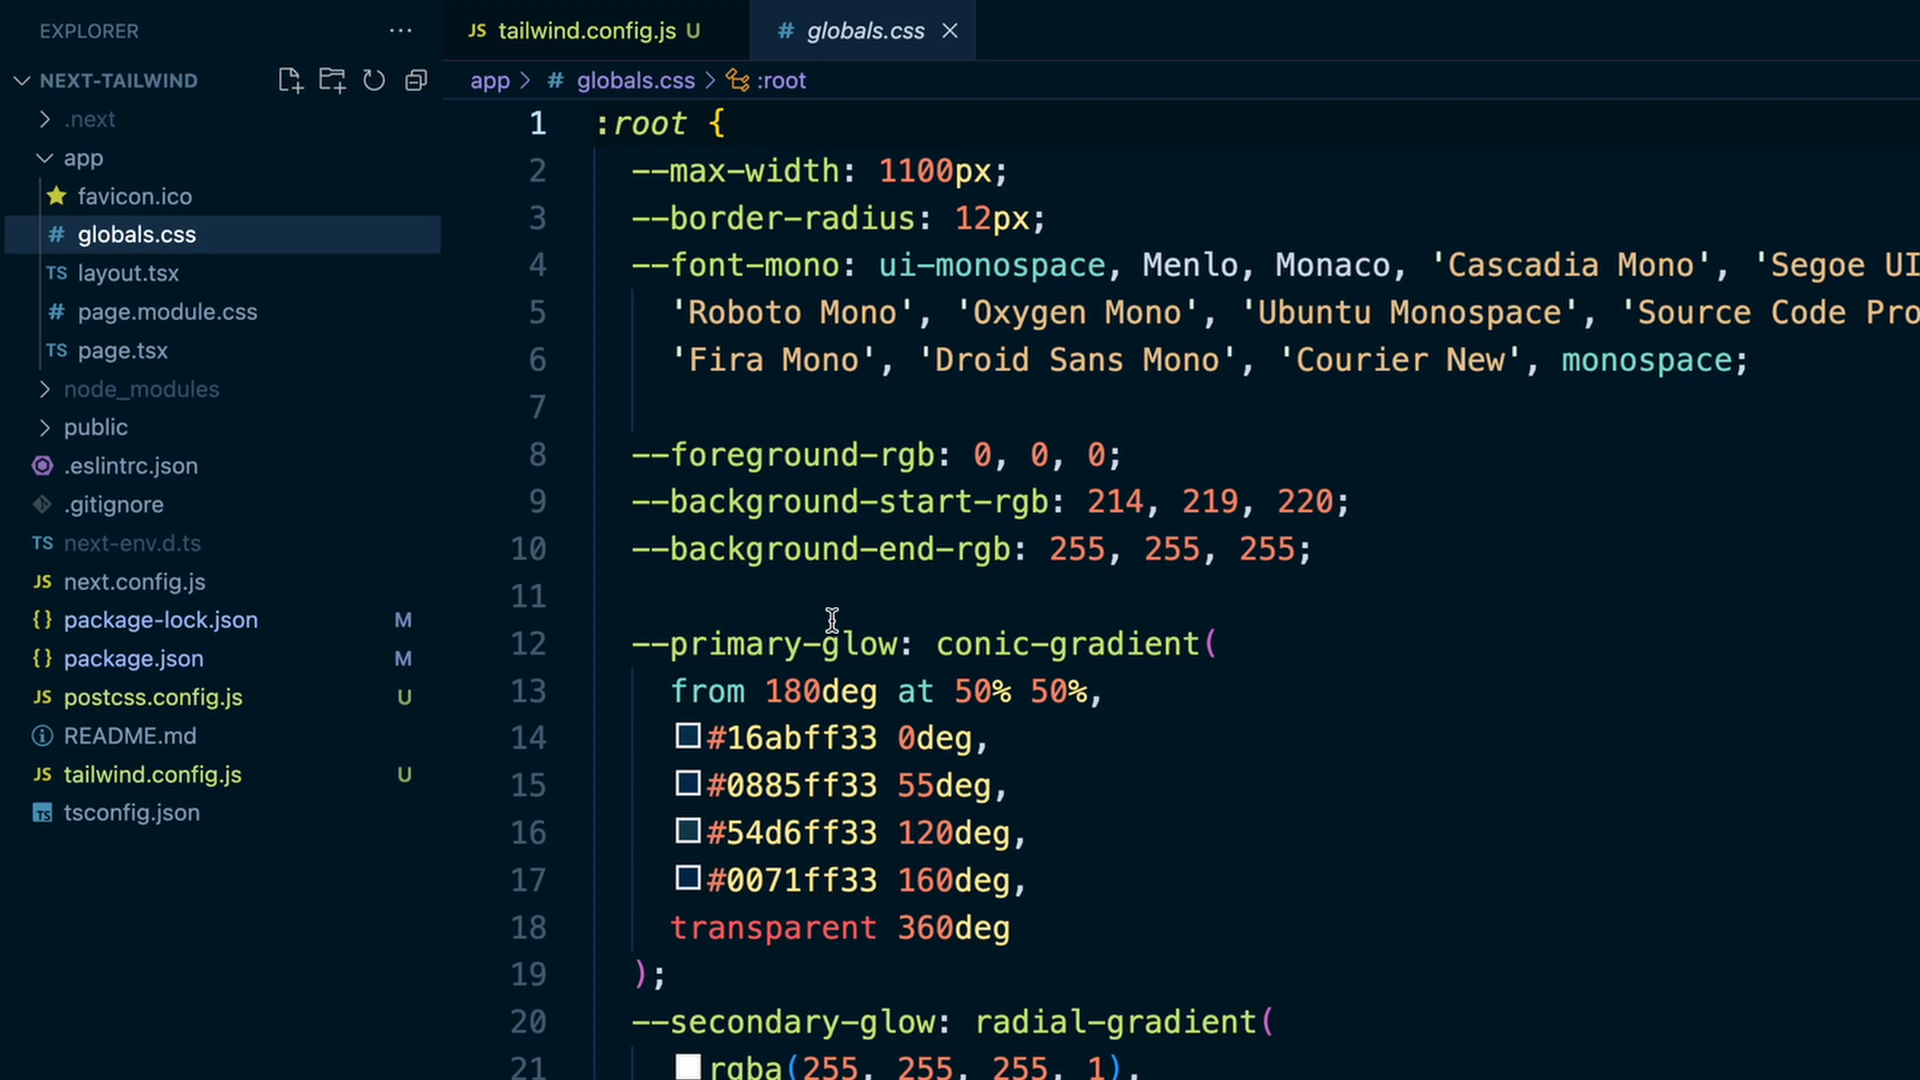 EXPLORER
NEXT-TAILWIND
.next
app
favicon.ico
# globals.css
TS layout.tsx
# page.module.css
TS page.tsx
node_modules
public
.eslintrc.json
.gitignore
TS next-env.d.ts
JS next.config.js
{} package-lock.json M
{} package.json M
JS postcss.config.js U
README.md
JS tailwind.config.js U
TS tsconfig.json
JS tailwind.config.js U
# globals.css
app > # globals.css > :root
1 :root {
2 --max-width: 1100px;
3 --border-radius: 12px;
4 --font-mono: ui-monospace, Menlo, Monaco, 'Cascadia Mono', 'Segoe UI
5 'Roboto Mono', 'Oxygen Mono', 'Ubuntu Monospace', 'Source Code Pro
6 'Fira Mono', 'Droid Sans Mono', 'Courier New', monospace;
7
8 --foreground-rgb: 0, 0, 0;
9 --background-start-rgb: 214, 219, 220;
10 --background-end-rgb: 255, 255, 255;
11
12 --primary-glow: conic-gradient(
13 from 180deg at 50% 50%,
14 #16abff33 0deg,
15 #0885ff33 55deg,
16 #54d6ff33 120deg,
17 #0071ff33 160deg,
18 transparent 360deg
19 );
20 --secondary-glow: radial-gradient(
21 rgba(255, 255, 255, 1),